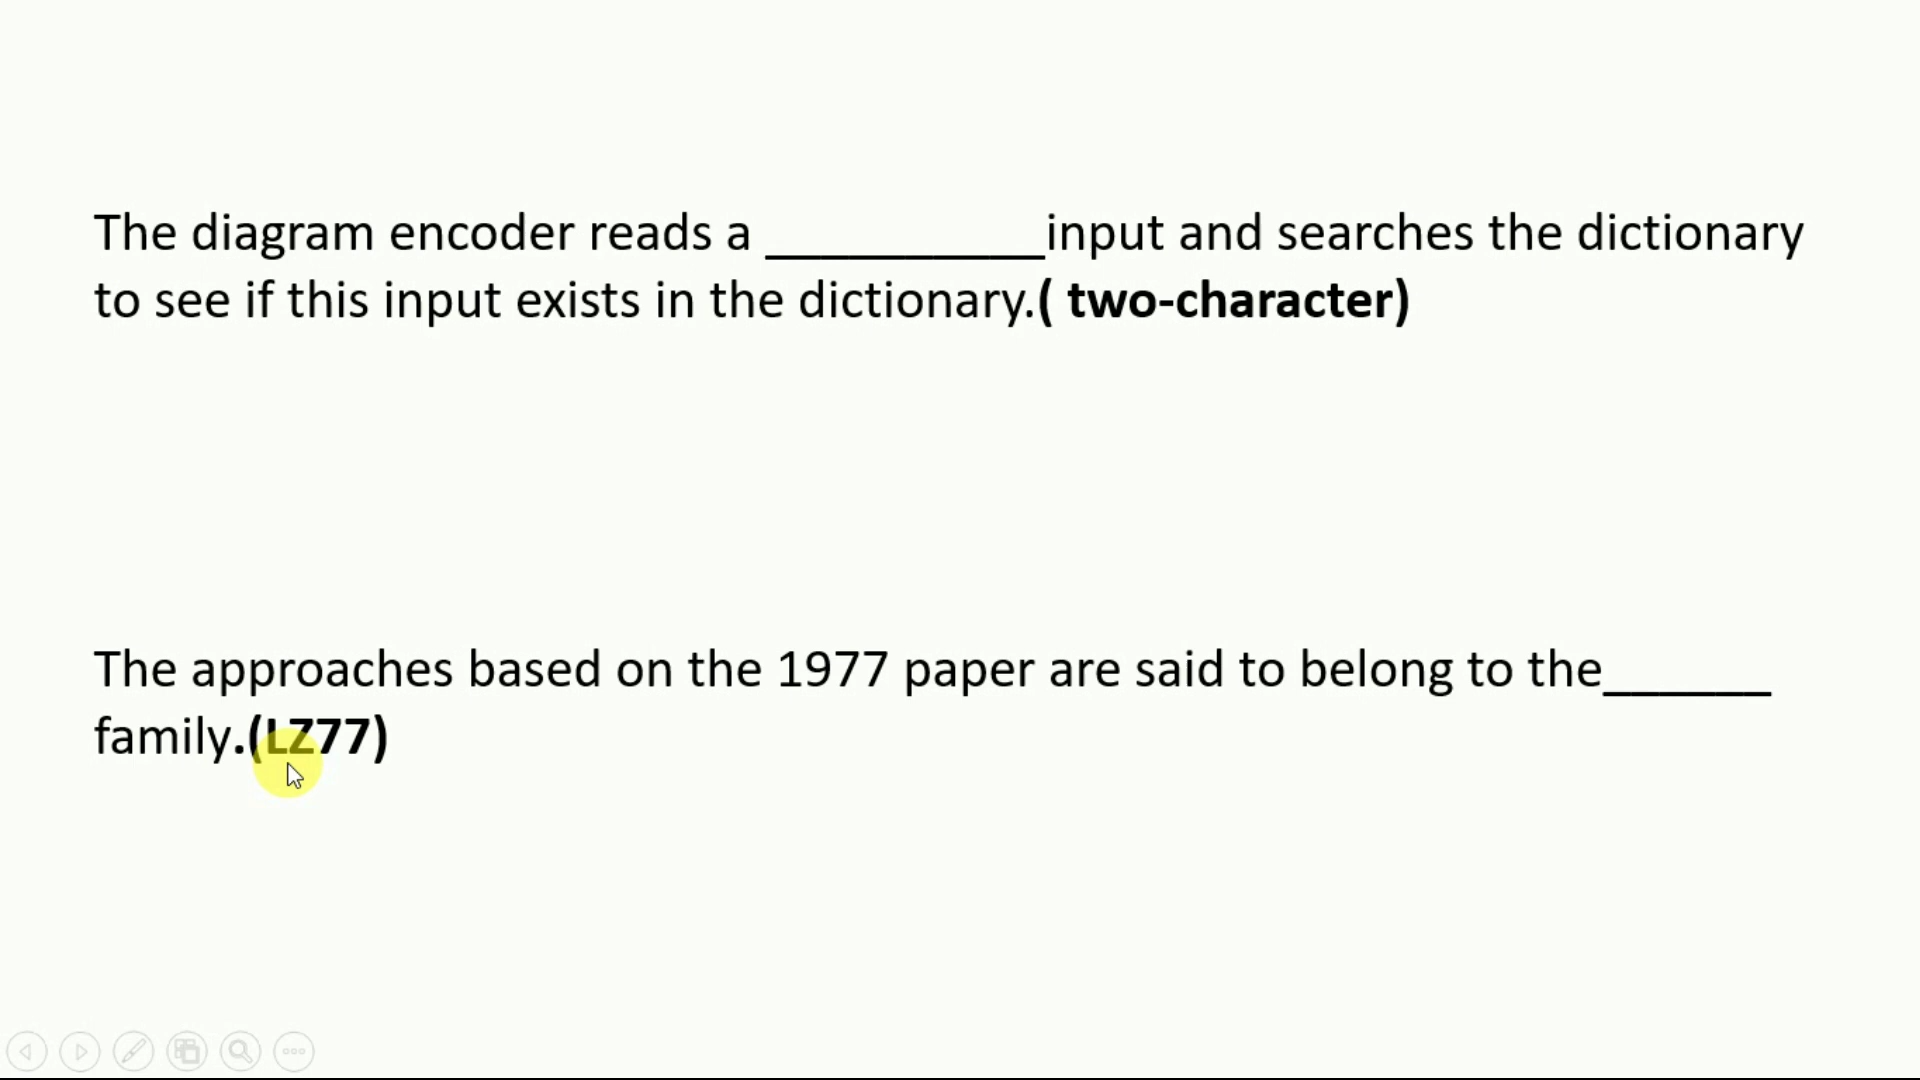 The diagram encoder reads a __________input and searches the dictionary
to see if this input exists in the dictionary.( two-character)
The approaches based on the 1977 paper are said to belong to the______
family.(LZ77)